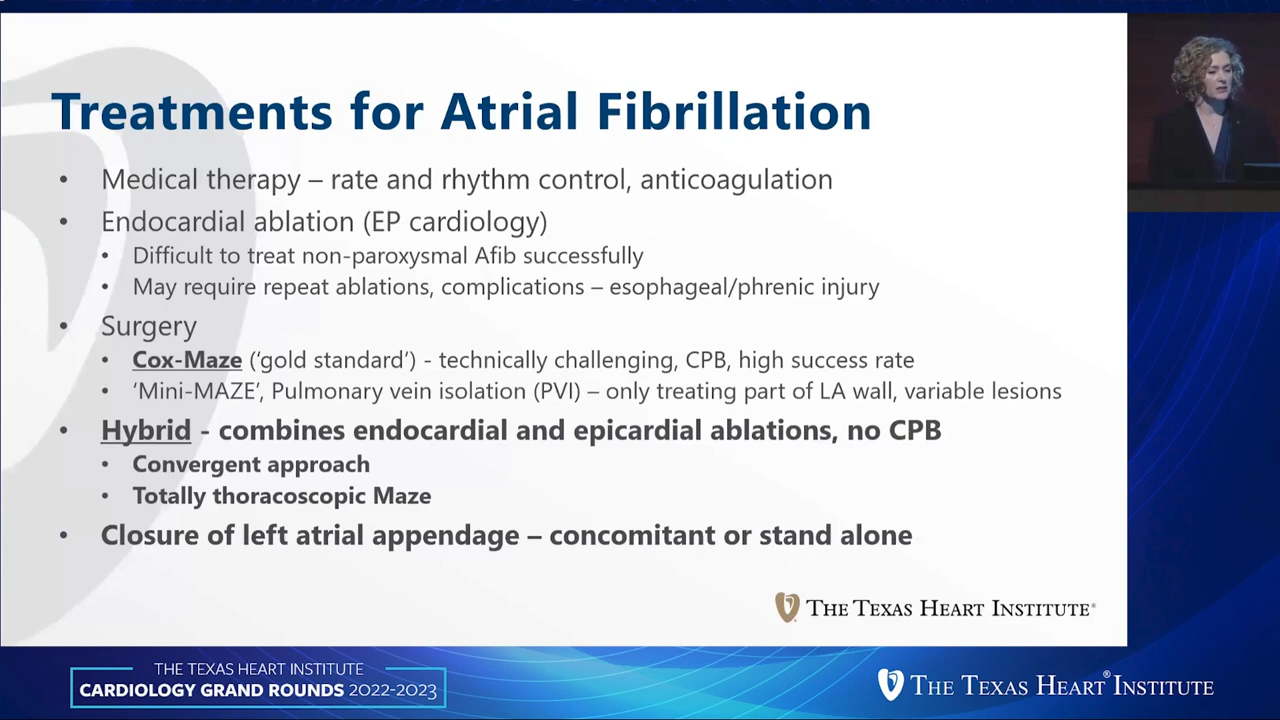 Treatments for Atrial Fibrillation
• Medical therapy – rate and rhythm control, anticoagulation
• Endocardial ablation (EP cardiology)
• Difficult to treat non-paroxysmal Afib successfully
• May require repeat ablations, complications – esophageal/phrenic injury
• Surgery
• Cox-Maze (‘gold standard’) - technically challenging, CPB, high success rate
• ‘Mini-MAZE’, Pulmonary vein isolation (PVI) – only treating part of LA wall, variable lesions
• Hybrid - combines endocardial and epicardial ablations, no CPB
• Convergent approach
• Totally thoracoscopic Maze
• Closure of left atrial appendage – concomitant or stand alone
THE TEXAS HEART INSTITUTE®
THE TEXAS HEART INSTITUTE
CARDIOLOGY GRAND ROUNDS 2022-2023
THE TEXAS HEART® INSTITUTE